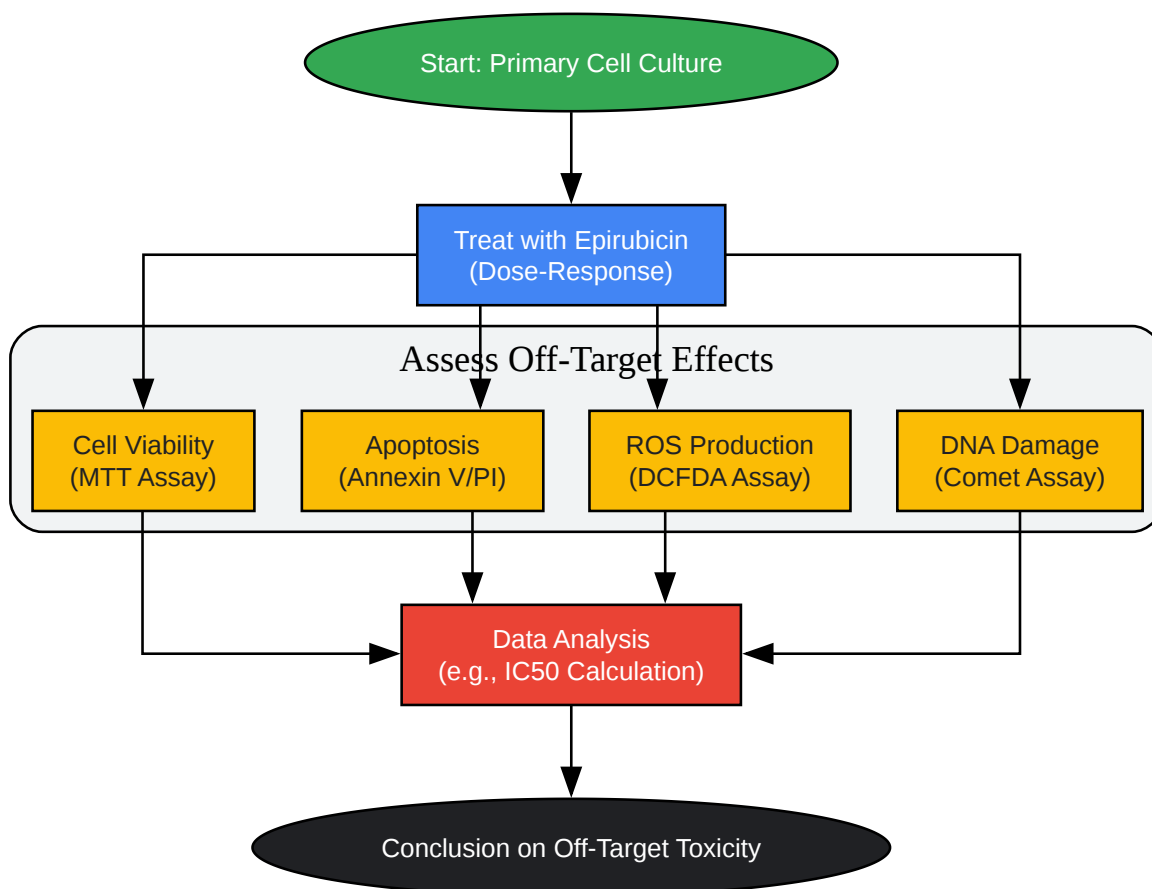 Start: Primary Cell Culture
Treat with Epirubicin
(Dose-Response)
Assess Off-Target Effects
Cell Viability
(MTT Assay)
Apoptosis
(Annexin V/PI)
ROS Production
(DCFDA Assay)
DNA Damage
(Comet Assay)
Data Analysis
(e.g., IC50 Calculation)
Conclusion on Off-Target Toxicity